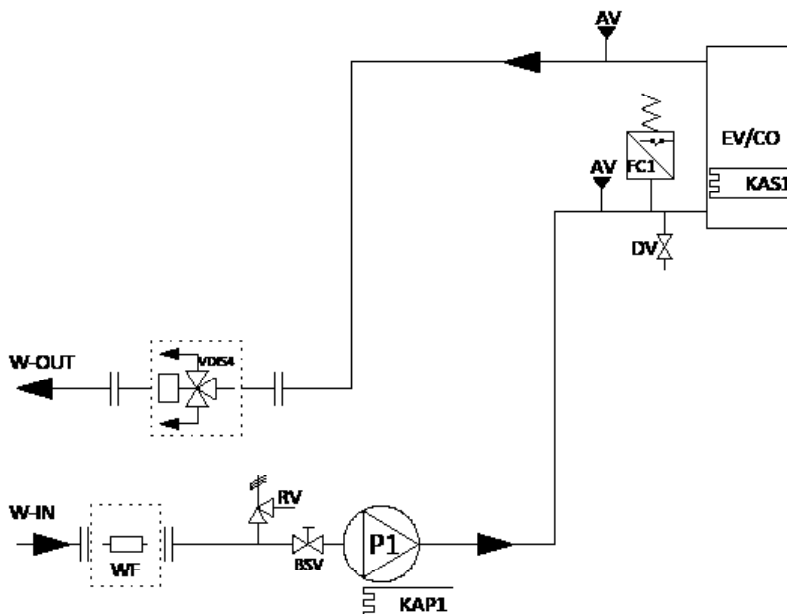 AV
EV/CO
FC1
AV
KAS1
DV
W-OUT
VDIS4
W-IN
RV
WF
BSV
P1
KAP1